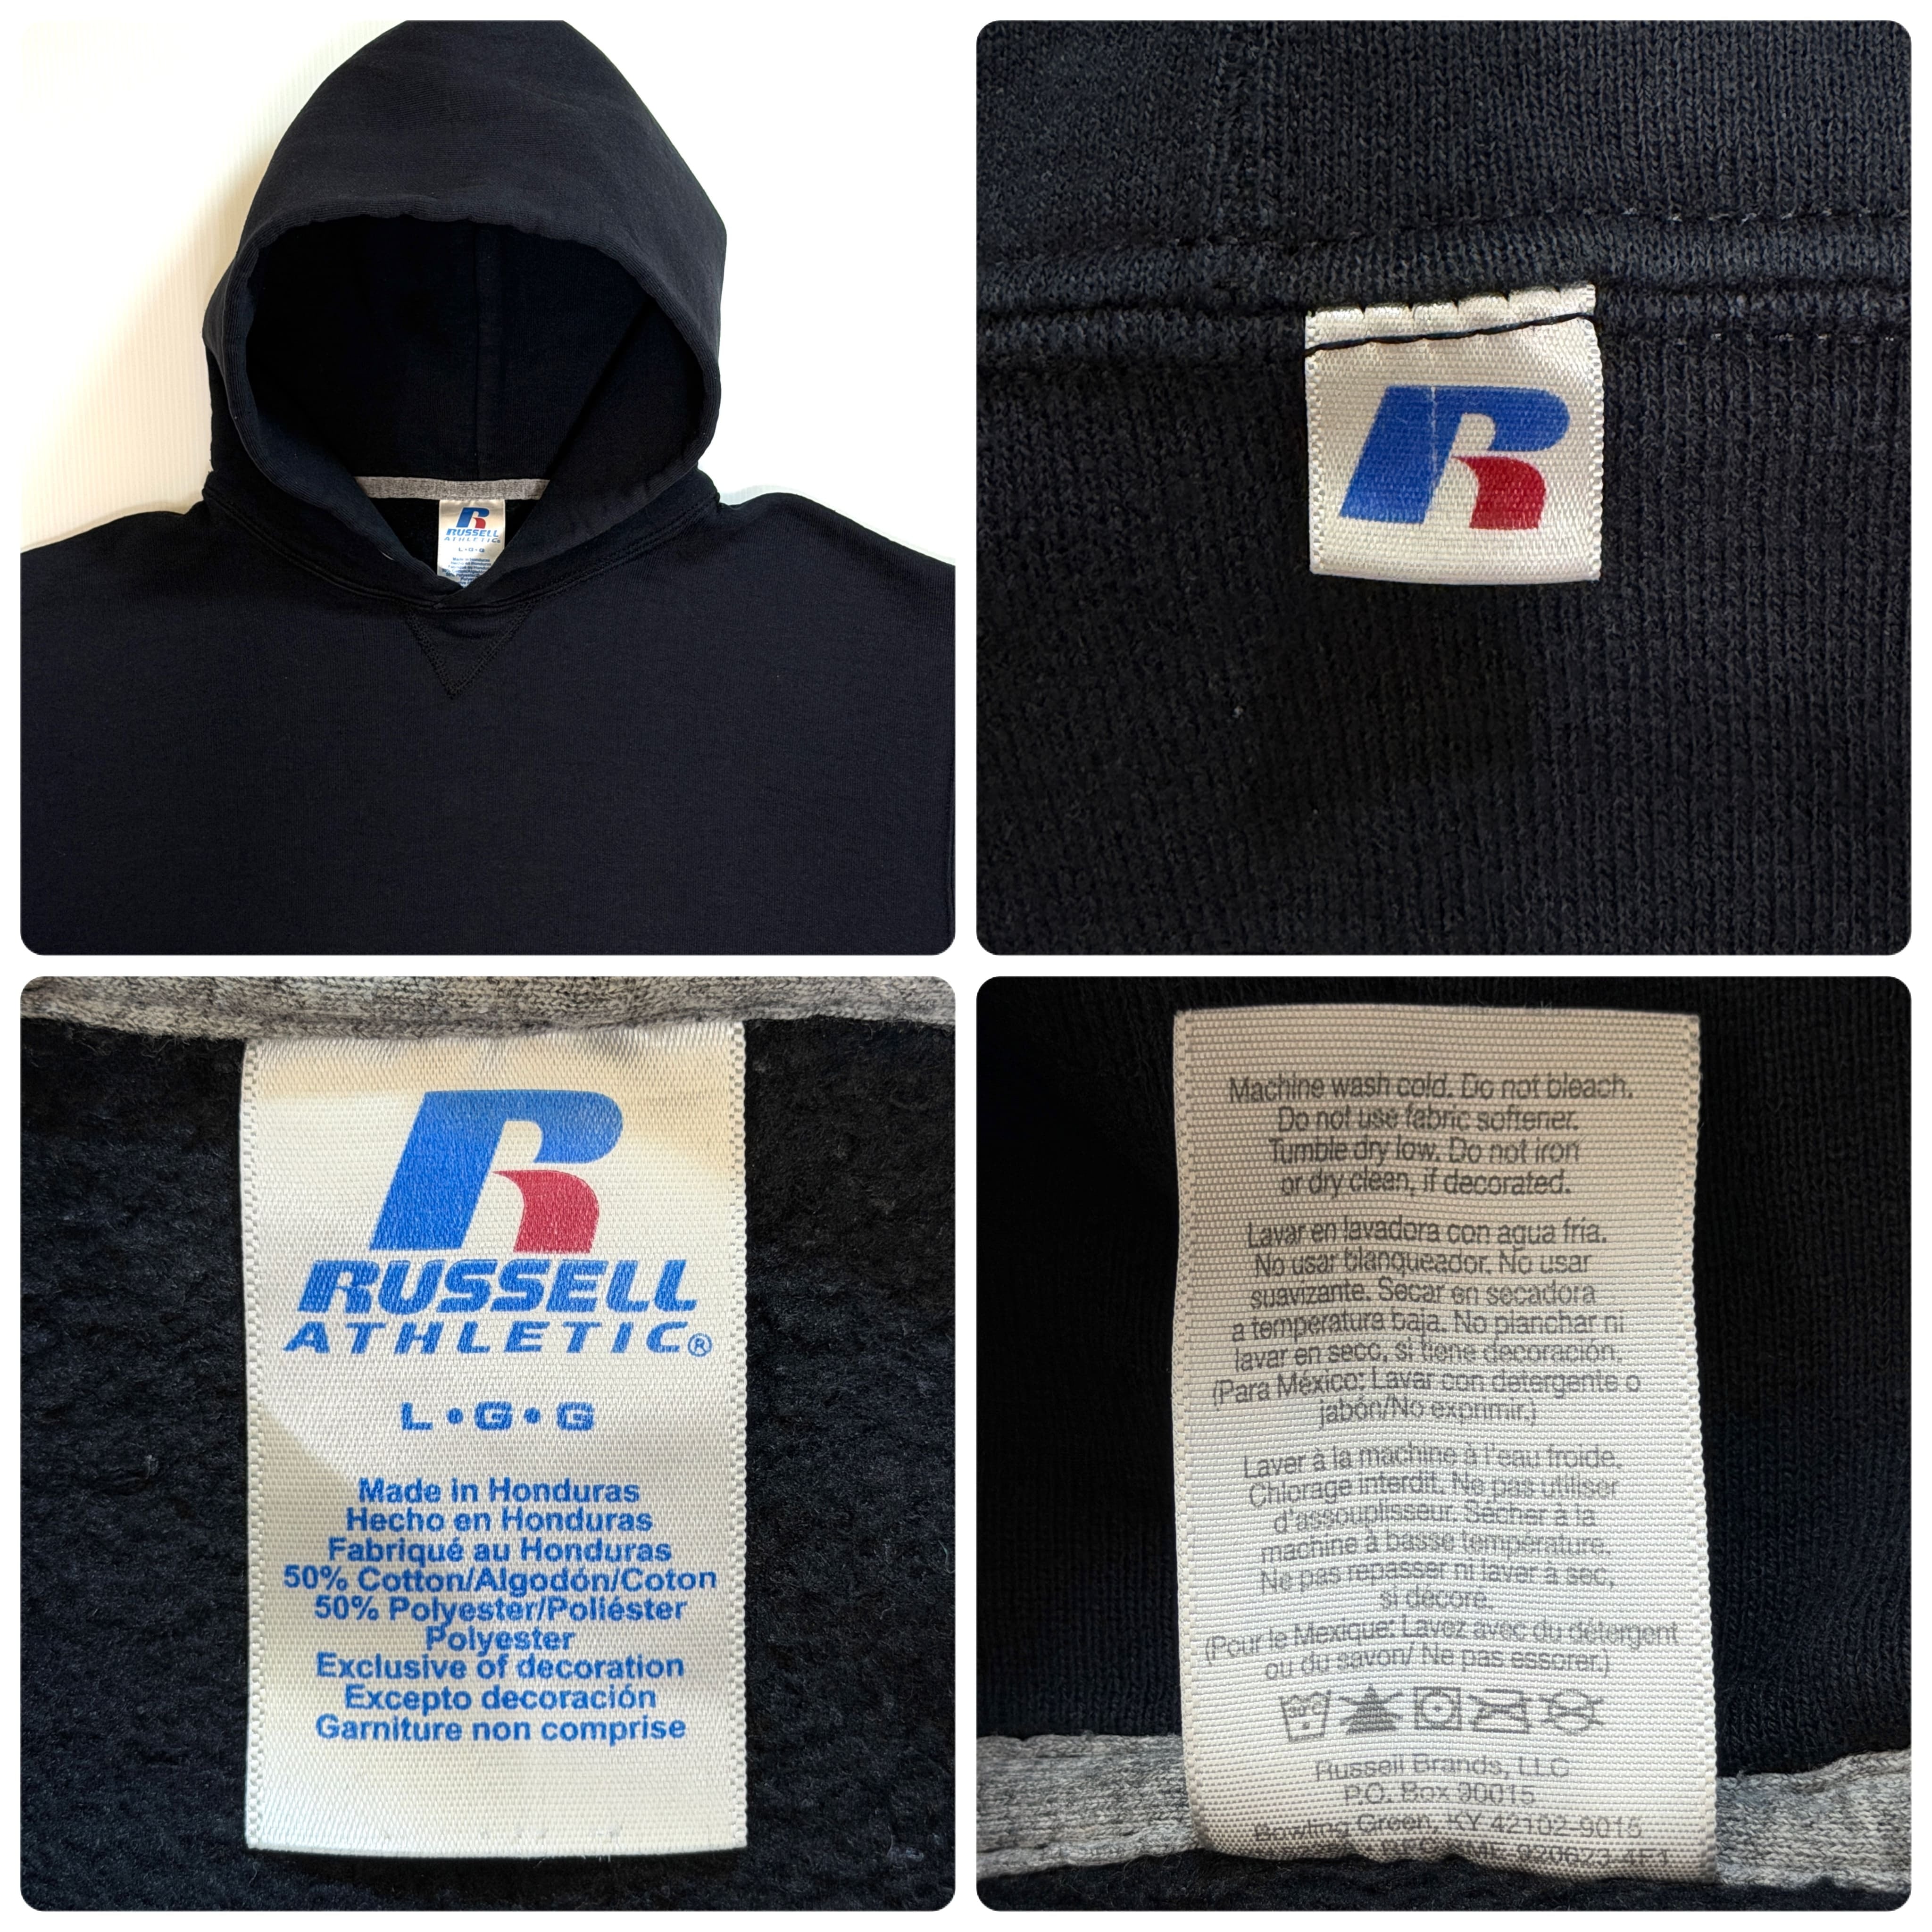 RUSSELL
ATHLETIC
L•G•G
R
R
RUSSELL
ATHLETIC®
L•G•G
Made in Honduras
Hecho en Honduras
Fabriqué au Honduras
50% Cotton/Algodón/Coton
50% Polyester/Poliéster
Polyester
Exclusive of decoration
Excepto decoración
Garniture non comprise
Machine wash cold. Do not bleach.
Do not use fabric softener.
Tumble dry low. Do not iron
or dry clean, if decorated.
Lavar en lavadora con agua fría.
No usar blanqueador. No usar
suavizante. Secar en secadora
a temperatura baja. No planchar ni
lavar en seco, si tiene decoración.
(Para México: Lavar con detergente o
jabón/No exprimir.)
Laver à la machine à l'eau froide.
Chlorage interdit. Ne pas utiliser
d'assouplisseur. Sécher à la
machine à basse température.
Ne pas repasser ni laver à sec,
si décoré.
(Pour le Mexique: Lavez avec du détergent
ou du savon/ Ne pas essorer.)
30°C
Russell Brands, LLC
P.O. Box 90015
Bowling Green, KY 42102-9015